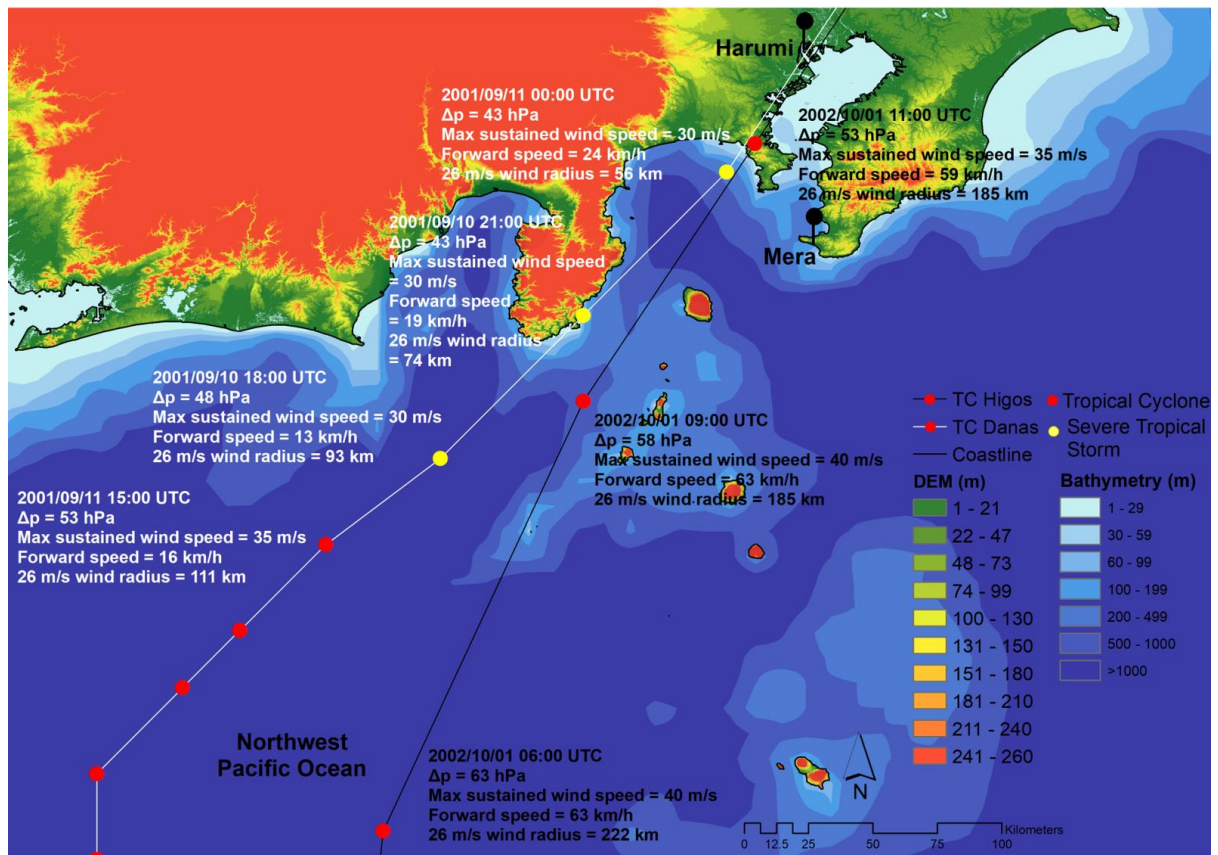 Harumi
2001/09/11 00:00 UTC
Δp = 43 hPa
Max sustained wind speed = 30 m/s
Forward speed = 24 km/h
26 m/s wind radius = 56 km
2002/10/01 11:00 UTC
Δp = 53 hPa
Max sustained wind speed = 35 m/s
Forward speed = 59 km/h
26 m/s wind radius = 185 km
Mera
2001/09/10 21:00 UTC
Δp = 43 hPa
Max sustained wind speed
= 30 m/s
Forward speed
= 19 km/h
26 m/s wind radius
= 74 km
2001/09/10 18:00 UTC
Δp = 48 hPa
Max sustained wind speed = 30 m/s
Forward speed = 13 km/h
26 m/s wind radius = 93 km
2002/10/01 09:00 UTC
Δp = 58 hPa
Max sustained wind speed = 40 m/s
Forward speed = 63 km/h
26 m/s wind radius = 185 km
2001/09/11 15:00 UTC
Δp = 53 hPa
Max sustained wind speed = 35 m/s
Forward speed = 16 km/h
26 m/s wind radius = 111 km
Northwest
Pacific Ocean
2002/10/01 06:00 UTC
Δp = 63 hPa
Max sustained wind speed = 40 m/s
Forward speed = 63 km/h
26 m/s wind radius = 222 km
TC Higos
TC Danas
Coastline
Tropical Cyclone
Severe Tropical
Storm
DEM (m)
1 - 21
22 - 47
48 - 73
74 - 99
100 - 130
131 - 150
151 - 180
181 - 210
211 - 240
241 - 260
Bathymetry (m)
1 - 29
30 - 59
60 - 99
100 - 199
200 - 499
500 - 1000
>1000
N
Kilometers
0 12.5 25 50 75 100